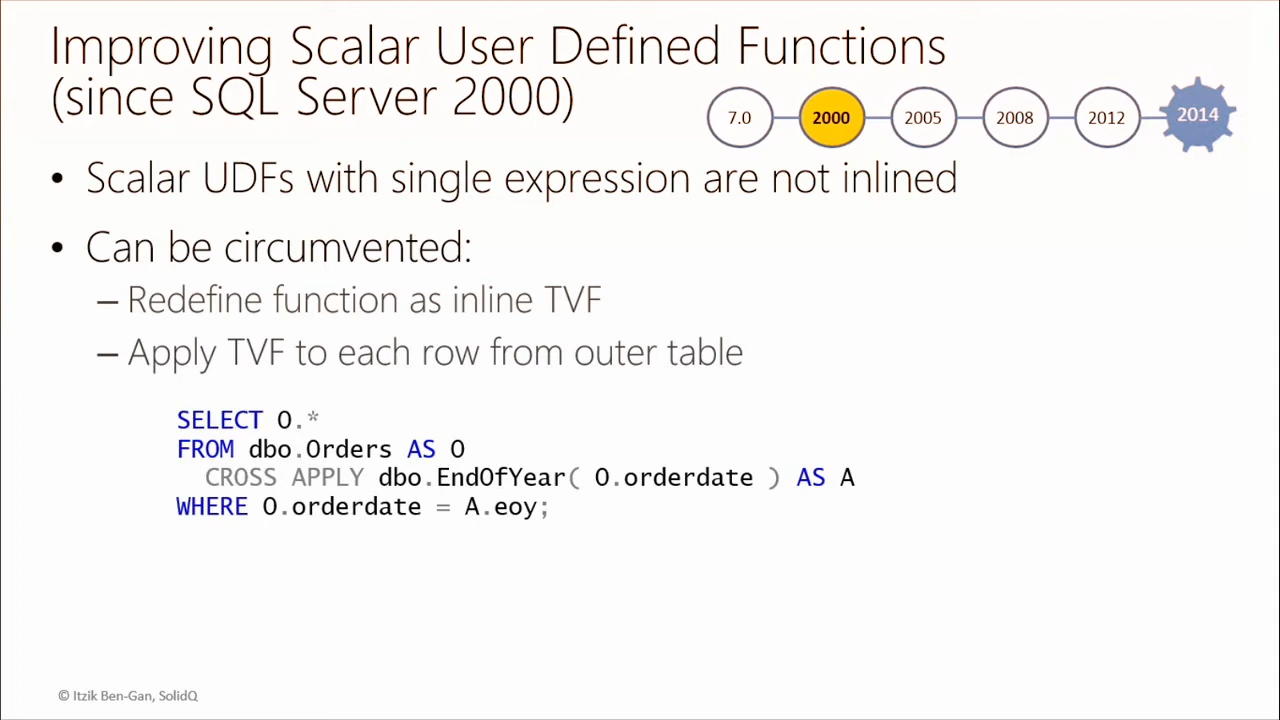 Improving Scalar User Defined Functions
(since SQL Server 2000)
7.0 2000 2005 2008 2012 2014
• Scalar UDFs with single expression are not inlined
• Can be circumvented:
– Redefine function as inline TVF
– Apply TVF to each row from outer table
SELECT O.*
FROM dbo.Orders AS O
CROSS APPLY dbo.EndOfYear( O.orderdate ) AS A
WHERE O.orderdate = A.eoy;
© Itzik Ben-Gan, SolidQ